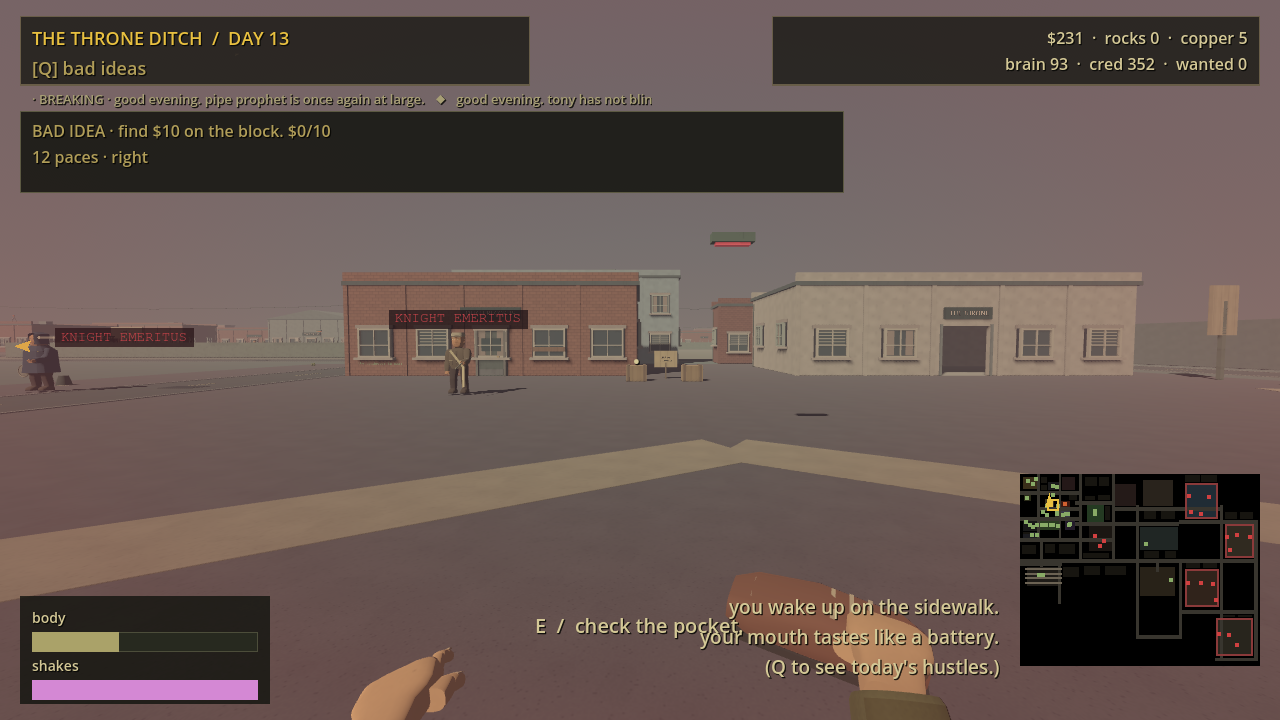 THE THRONE DITCH / DAY 13
[Q] bad ideas
$231 · rocks 0 · copper 5
brain 93 · cred 352 · wanted 0
· BREAKING · good evening. pipe prophet is once again at large. ◆ good evening. tony has not blin
BAD IDEA · find $10 on the block. $0/10
12 paces · right
KNIGHT EMERITUS
KNIGHT EMERITUS
you wake up on the sidewalk.
E / check the pocket.
your mouth tastes like a battery.
(Q to see today's hustles.)
body
shakes